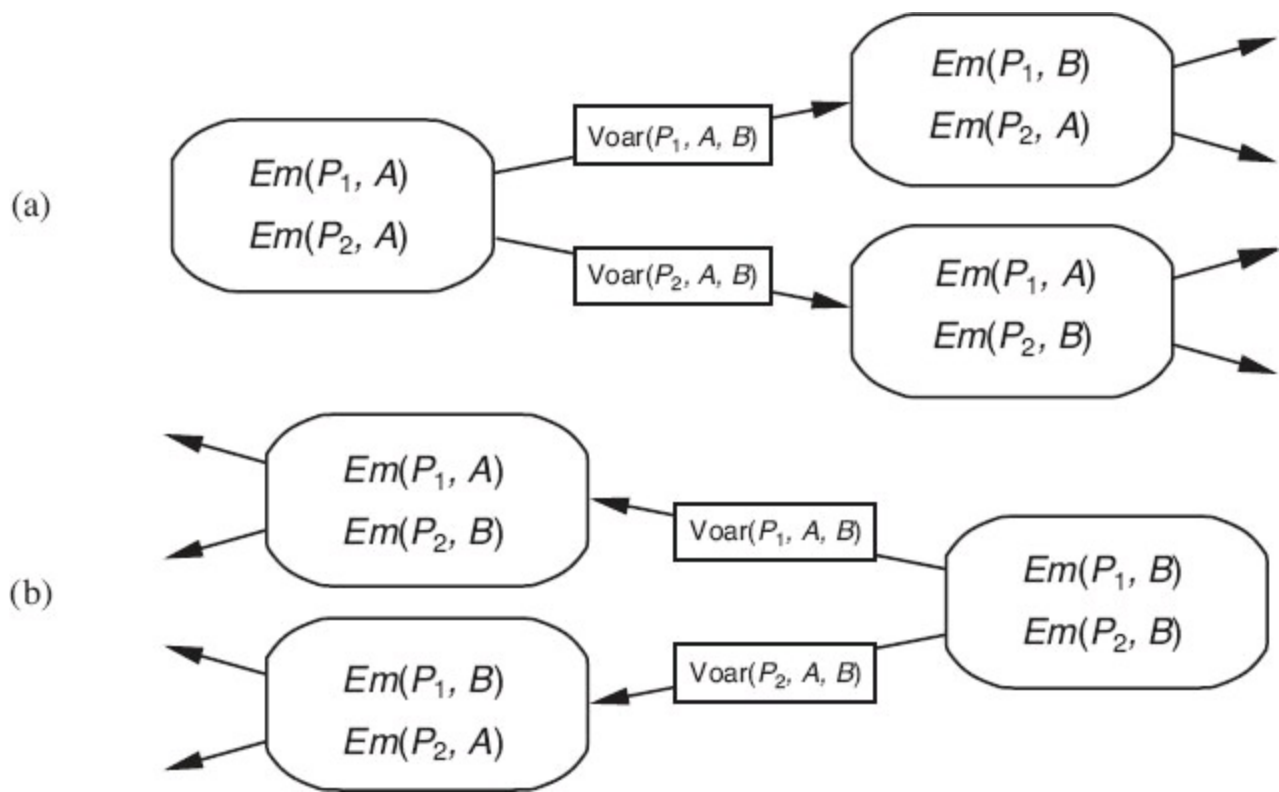 (a)
Em(P₁, A)
Em(P₂, A)
Voar(P₁, A, B)
Voar(P₂, A, B)
Em(P₁, B)
Em(P₂, A)
Em(P₁, A)
Em(P₂, B)
(b)
Em(P₁, A)
Em(P₂, B)
Em(P₁, B)
Em(P₂, A)
Voar(P₁, A, B)
Voar(P₂, A, B)
Em(P₁, B)
Em(P₂, B)